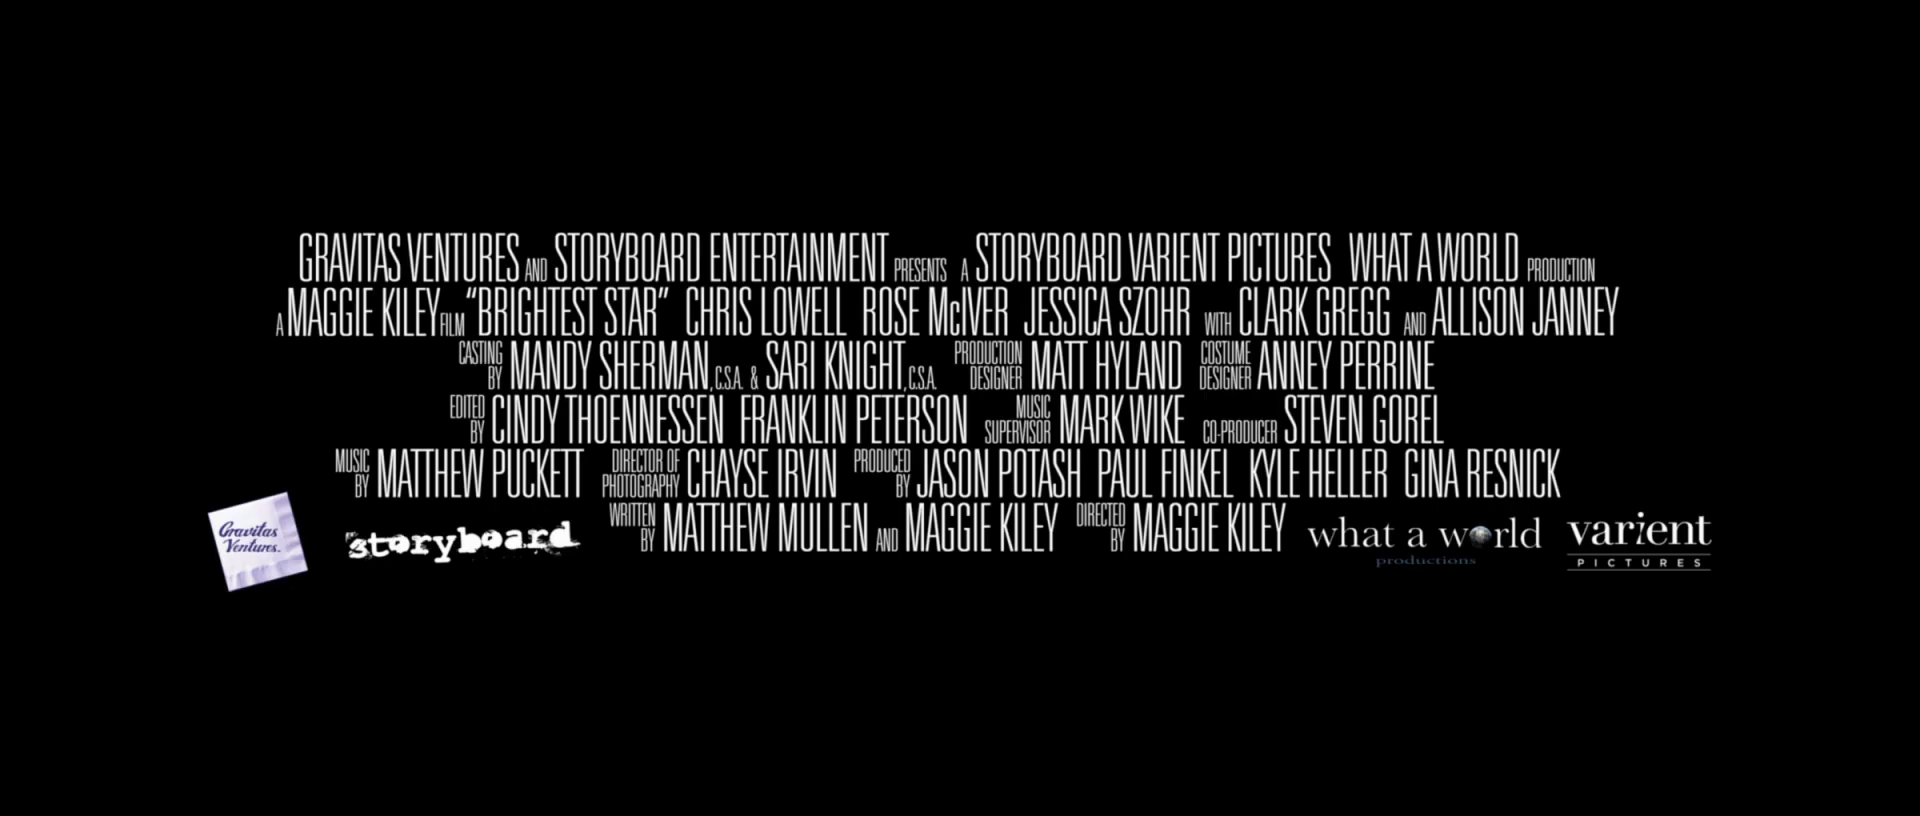 GRAVITAS VENTURES AND STORYBOARD ENTERTAINMENT PRESENTS A STORYBOARD VARIENT PICTURES WHAT A WORLD PRODUCTION
A MAGGIE KILEY FILM “BRIGHTEST STAR” CHRIS LOWELL ROSE McIVER JESSICA SZOHR WITH CLARK GREGG AND ALLISON JANNEY
CASTING BY MANDY SHERMAN, C.S.A. & SARI KNIGHT, C.S.A. PRODUCTION DESIGNER MATT HYLAND COSTUME DESIGNER ANNEY PERRINE
EDITED BY CINDY THOENNESSEN FRANKLIN PETERSON MUSIC SUPERVISOR MARK WIKE CO-PRODUCER STEVEN GOREL
MUSIC BY MATTHEW PUCKETT DIRECTOR OF PHOTOGRAPHY CHAYSE IRVIN PRODUCED BY JASON POTASH PAUL FINKEL KYLE HELLER GINA RESNICK
WRITTEN BY MATTHEW MULLEN AND MAGGIE KILEY DIRECTED BY MAGGIE KILEY
Gravitas
Ventures.
storyboard
what a world
productions
varient
PICTURES